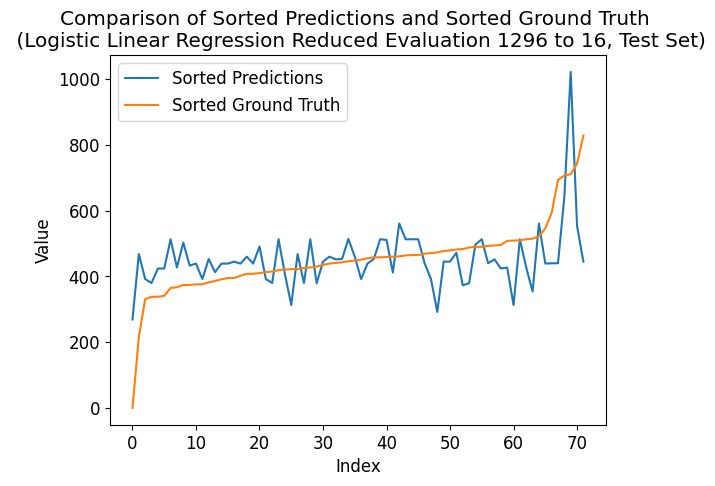 Comparison of Sorted Predictions and Sorted Ground Truth
(Logistic Linear Regression Reduced Evaluation 1296 to 16, Test Set)
Sorted Predictions
Sorted Ground Truth
Value
1000
800
600
400
200
0
0 10 20 30 40 50 60 70
Index